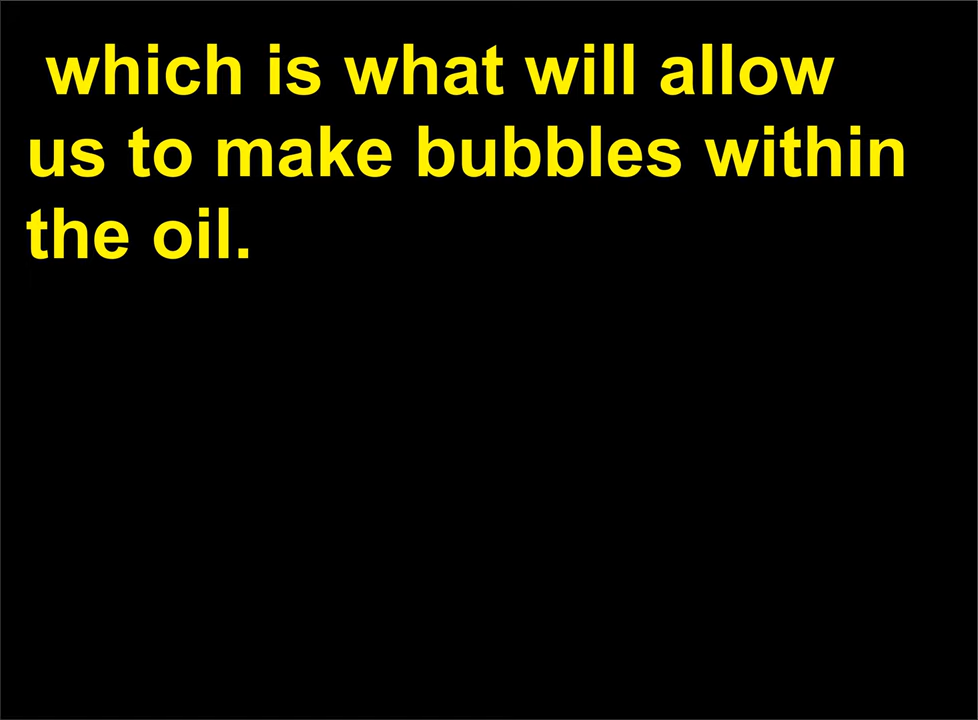 which is what will allow
us to make bubbles within
the oil.